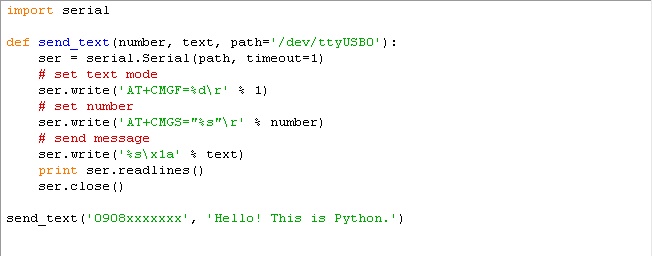 import serial

def send_text(number, text, path='/dev/ttyUSB0'):
    ser = serial.Serial(path, timeout=1)
    # set text mode
    ser.write('AT+CMGF=%d\r' % 1)
    # set number
    ser.write('AT+CMGS="%s"\r' % number)
    # send message
    ser.write('%s\x1a' % text)
    print ser.readlines()
    ser.close()

send_text('0908xxxxxxx', 'Hello! This is Python.')